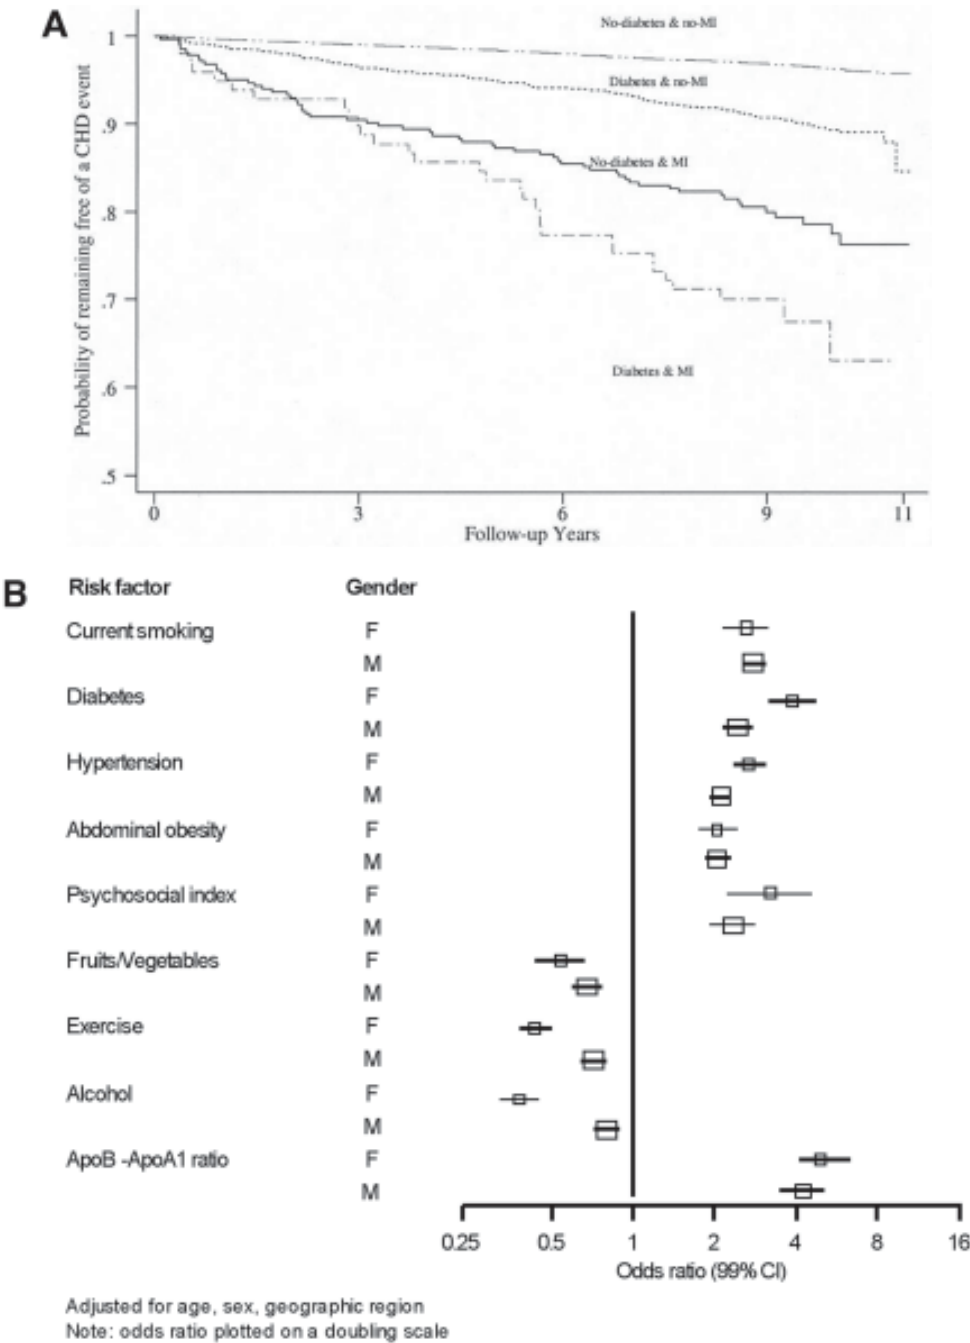 A
No-diabetes & no-MI
1
Diabetes & no-MI
.9
No-diabetes & MI
.8
.7
Diabetes & MI
.6
.5
Probability of remaining free of a CHD event
0 3 6 9 11
Follow-up Years
B
Risk factor Gender
Current smoking F
M
Diabetes F
M
Hypertension F
M
Abdominal obesity F
M
Psychosocial index F
M
Fruits/Vegetables F
M
Exercise F
M
Alcohol F
M
ApoB -ApoA1 ratio F
M
0.25 0.5 1 2 4 8 16
Odds ratio (99% CI)
Adjusted for age, sex, geographic region
Note: odds ratio plotted on a doubling scale